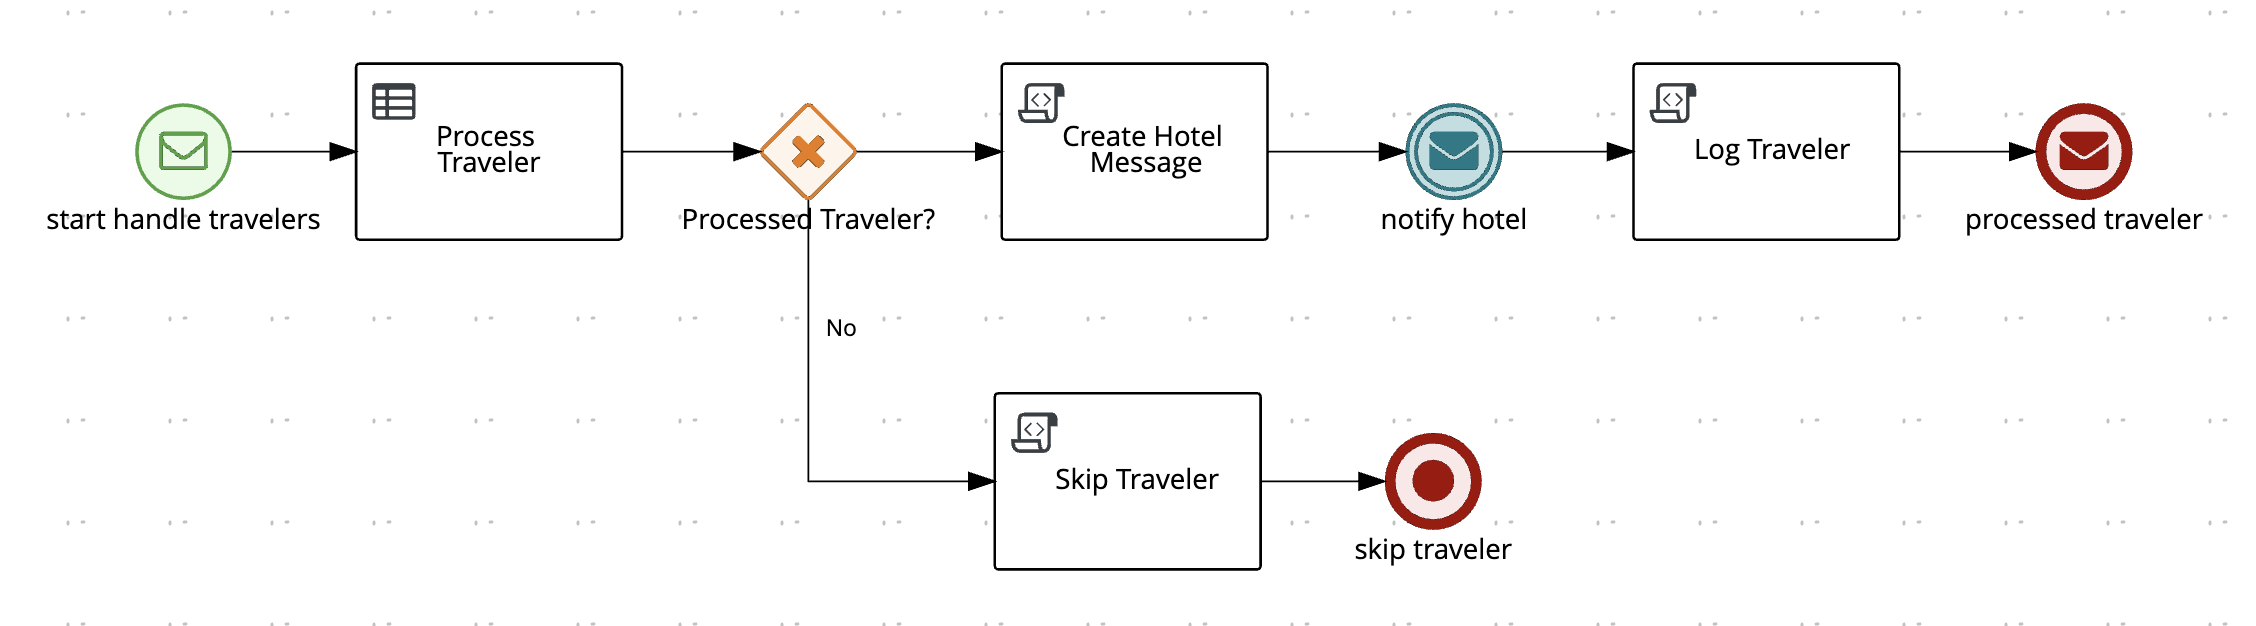 Process
Traveler
Create Hotel
Message
Log Traveler
start handle travelers
Processed Traveler?
notify hotel
processed traveler
No
Skip Traveler
skip traveler